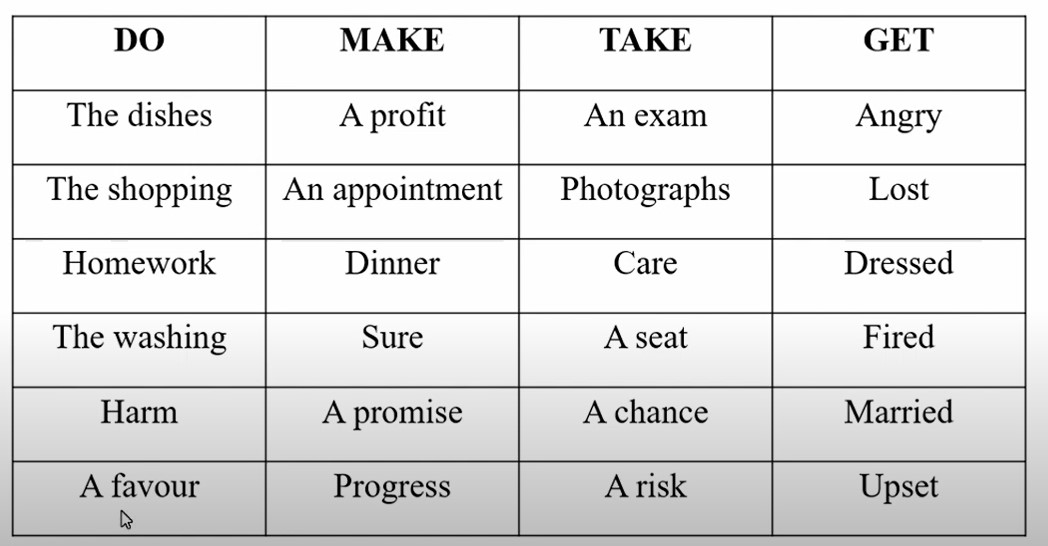 DO MAKE TAKE GET
The dishes A profit An exam Angry
The shopping An appointment Photographs Lost
Homework Dinner Care Dressed
The washing Sure A seat Fired
Harm A promise A chance Married
A favour Progress A risk Upset